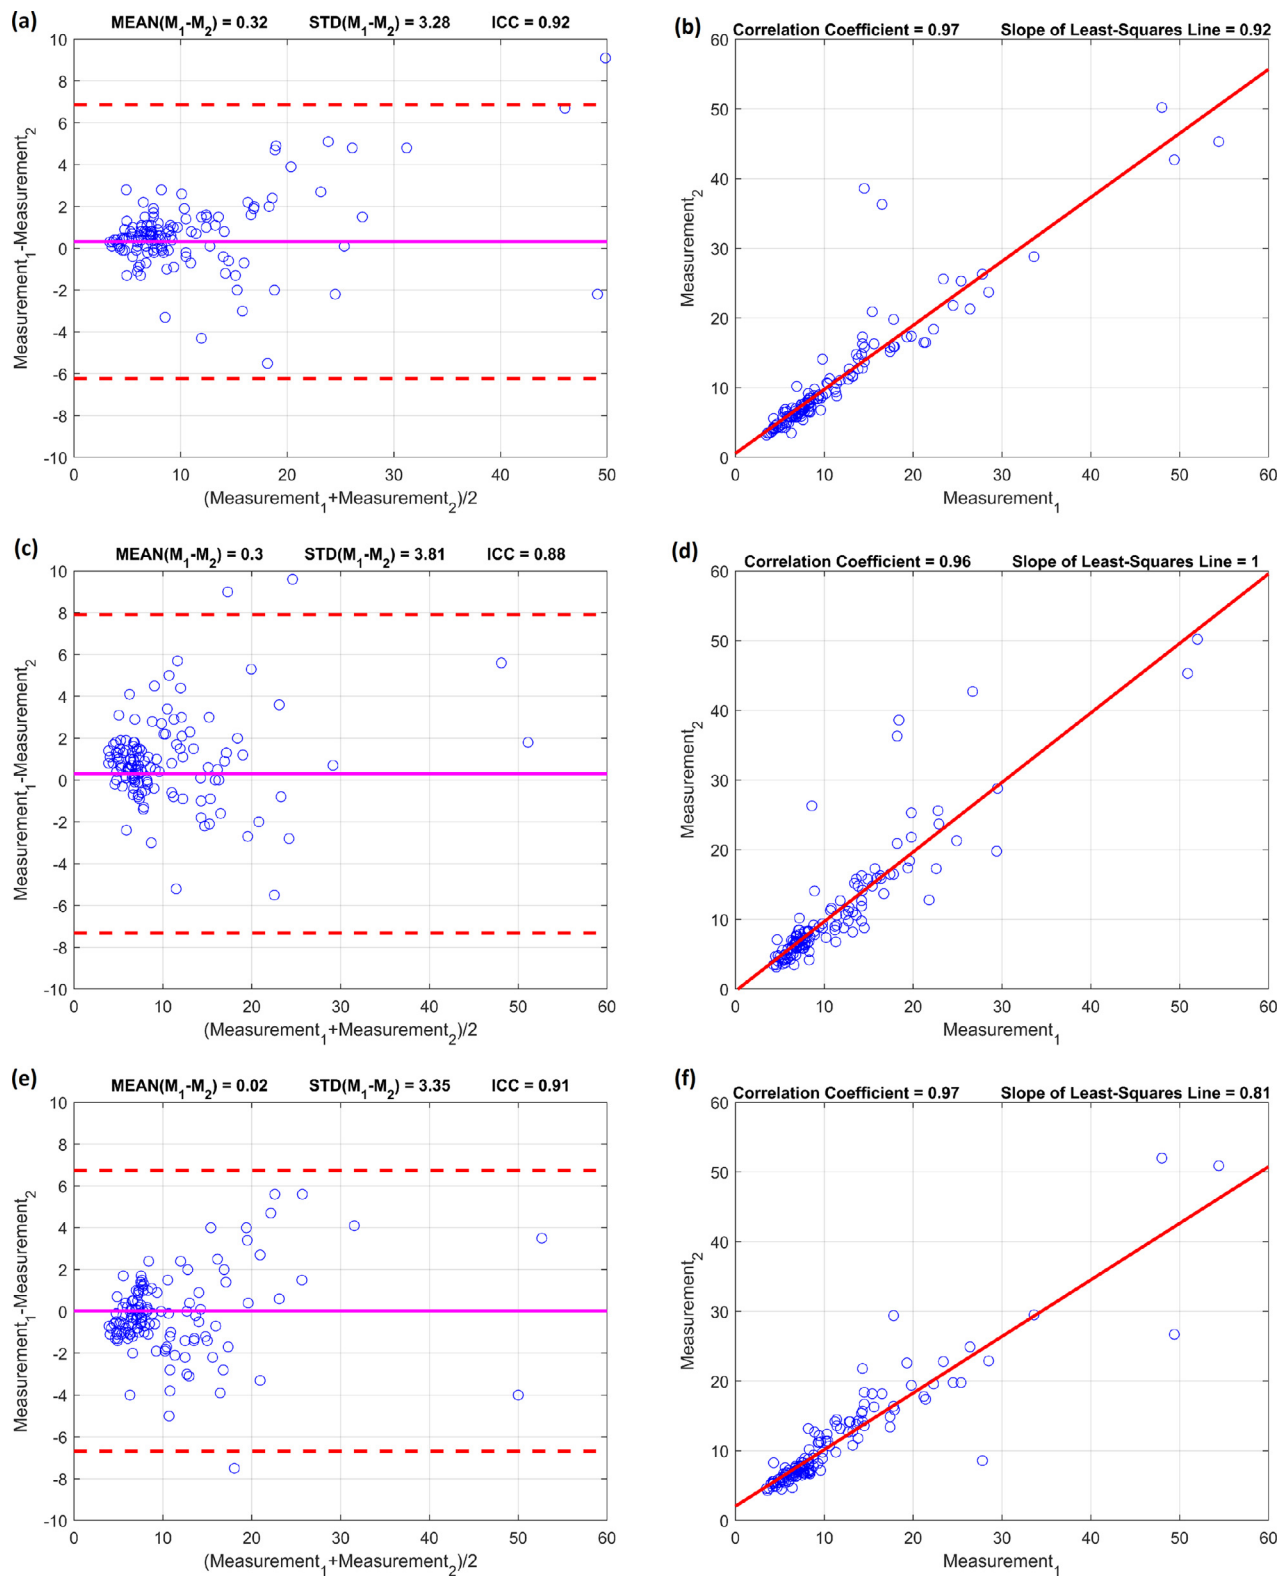 (a) MEAN(M1-M2) = 0.32 STD(M1-M2) = 3.28 ICC = 0.92
10
8
6
4
2
0
-2
-4
-6
-8
-10
Measurement1-Measurement2
0 10 20 30 40 50
(Measurement1+Measurement2)/2
(b) Correlation Coefficient = 0.97 Slope of Least-Squares Line = 0.92
60
50
40
30
20
10
0
Measurement2
0 10 20 30 40 50 60
Measurement1
(c) MEAN(M1-M2) = 0.3 STD(M1-M2) = 3.81 ICC = 0.88
10
8
6
4
2
0
-2
-4
-6
-8
-10
Measurement1-Measurement2
0 10 20 30 40 50 60
(Measurement1+Measurement2)/2
(d) Correlation Coefficient = 0.96 Slope of Least-Squares Line = 1
60
50
40
30
20
10
0
Measurement2
0 10 20 30 40 50 60
Measurement1
(e) MEAN(M1-M2) = 0.02 STD(M1-M2) = 3.35 ICC = 0.91
10
8
6
4
2
0
-2
-4
-6
-8
-10
Measurement1-Measurement2
0 10 20 30 40 50 60
(Measurement1+Measurement2)/2
(f) Correlation Coefficient = 0.97 Slope of Least-Squares Line = 0.81
60
50
40
30
20
10
0
Measurement2
0 10 20 30 40 50 60
Measurement1